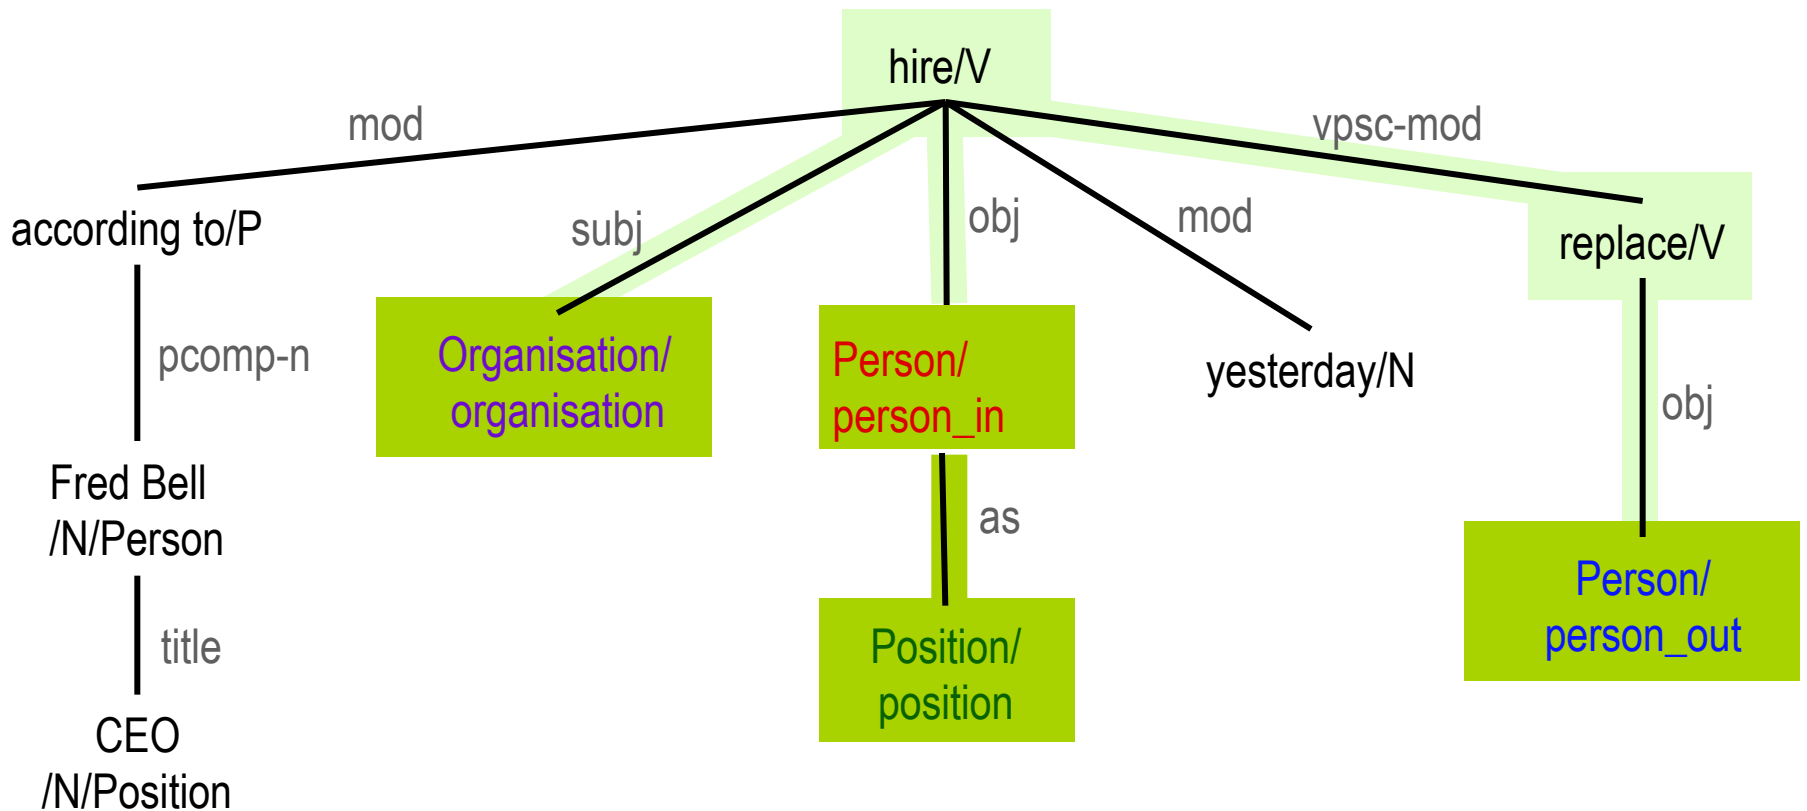 hire/V
mod
vpsc-mod
according to/P
subj
obj
mod
replace/V
pcomp-n
Organisation/
organisation
Person/
person_in
yesterday/N
obj
Fred Bell
/N/Person
as
Person/
person_out
title
Position/
position
CEO
/N/Position